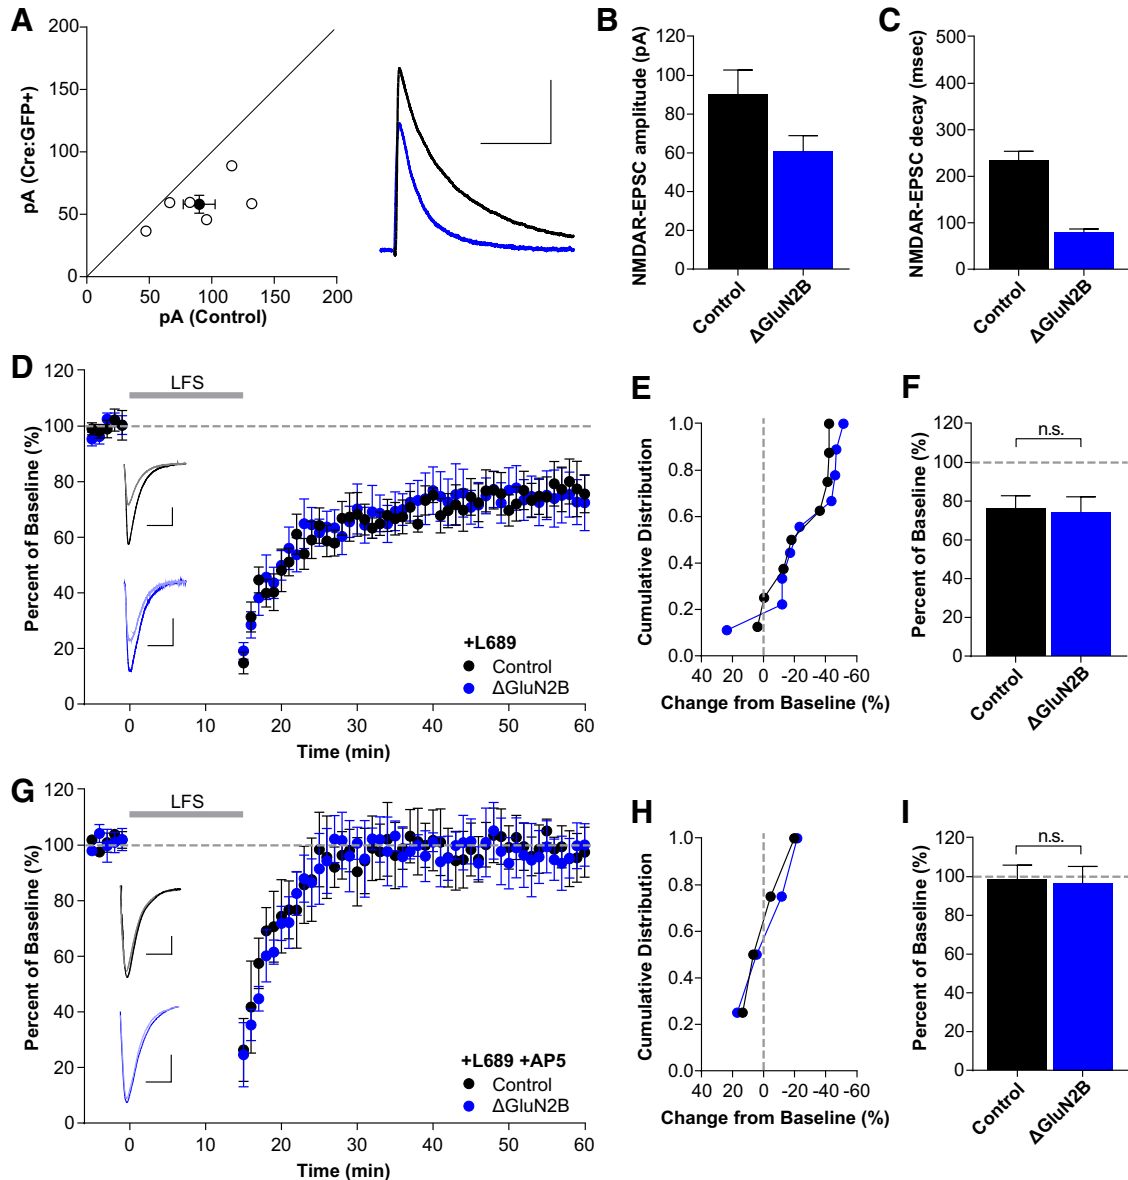 A
200
150
100
50
0
pA (Cre:GFP+)
0 50 100 150 200
pA (Control)
B
120
100
80
60
40
20
0
NMDAR-EPSC amplitude (pA)
Control
ΔGluN2B
C
500
400
300
200
100
0
NMDAR-EPSC decay (msec)
Control
ΔGluN2B
D
120
100
80
60
40
20
0
Percent of Baseline (%)
LFS
+L689
Control
ΔGluN2B
0 10 20 30 40 50 60
Time (min)
E
1.0
0.8
0.6
0.4
0.2
0.0
Cumulative Distribution
40 20 0 -20 -40 -60
Change from Baseline (%)
F
120
100
80
60
40
20
0
Percent of Baseline (%)
n.s.
Control
ΔGluN2B
G
120
100
80
60
40
20
0
Percent of Baseline (%)
LFS
+L689 +AP5
Control
ΔGluN2B
0 10 20 30 40 50 60
Time (min)
H
1.0
0.8
0.6
0.4
0.2
0.0
Cumulative Distribution
40 20 0 -20 -40 -60
Change from Baseline (%)
I
120
100
80
60
40
20
0
Percent of Baseline (%)
n.s.
Control
ΔGluN2B